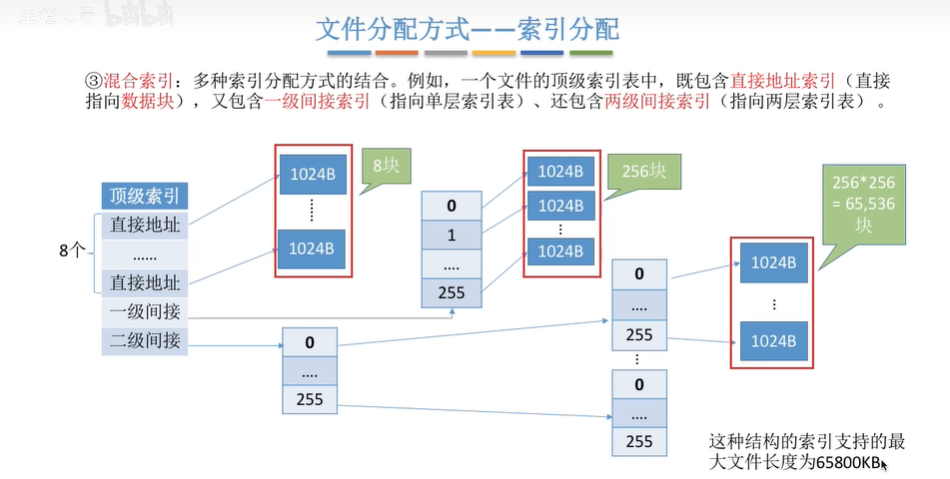 文件分配方式——索引分配
③混合索引：多种索引分配方式的结合。例如，一个文件的顶级索引表中，既包含直接地址索引（直接
指向数据块），又包含一级间接索引（指向单层索引表）、还包含两级间接索引（指向两层索引表）。
顶级索引
直接地址
......
直接地址
一级间接
二级间接
8个
1024B
1024B
8块
0
1
....
255
1024B
1024B
1024B
256块
0
....
255
0
....
255
0
....
255
1024B
1024B
256*256
= 65,536
块
这种结构的索引支持的最
大文件长度为65800KB